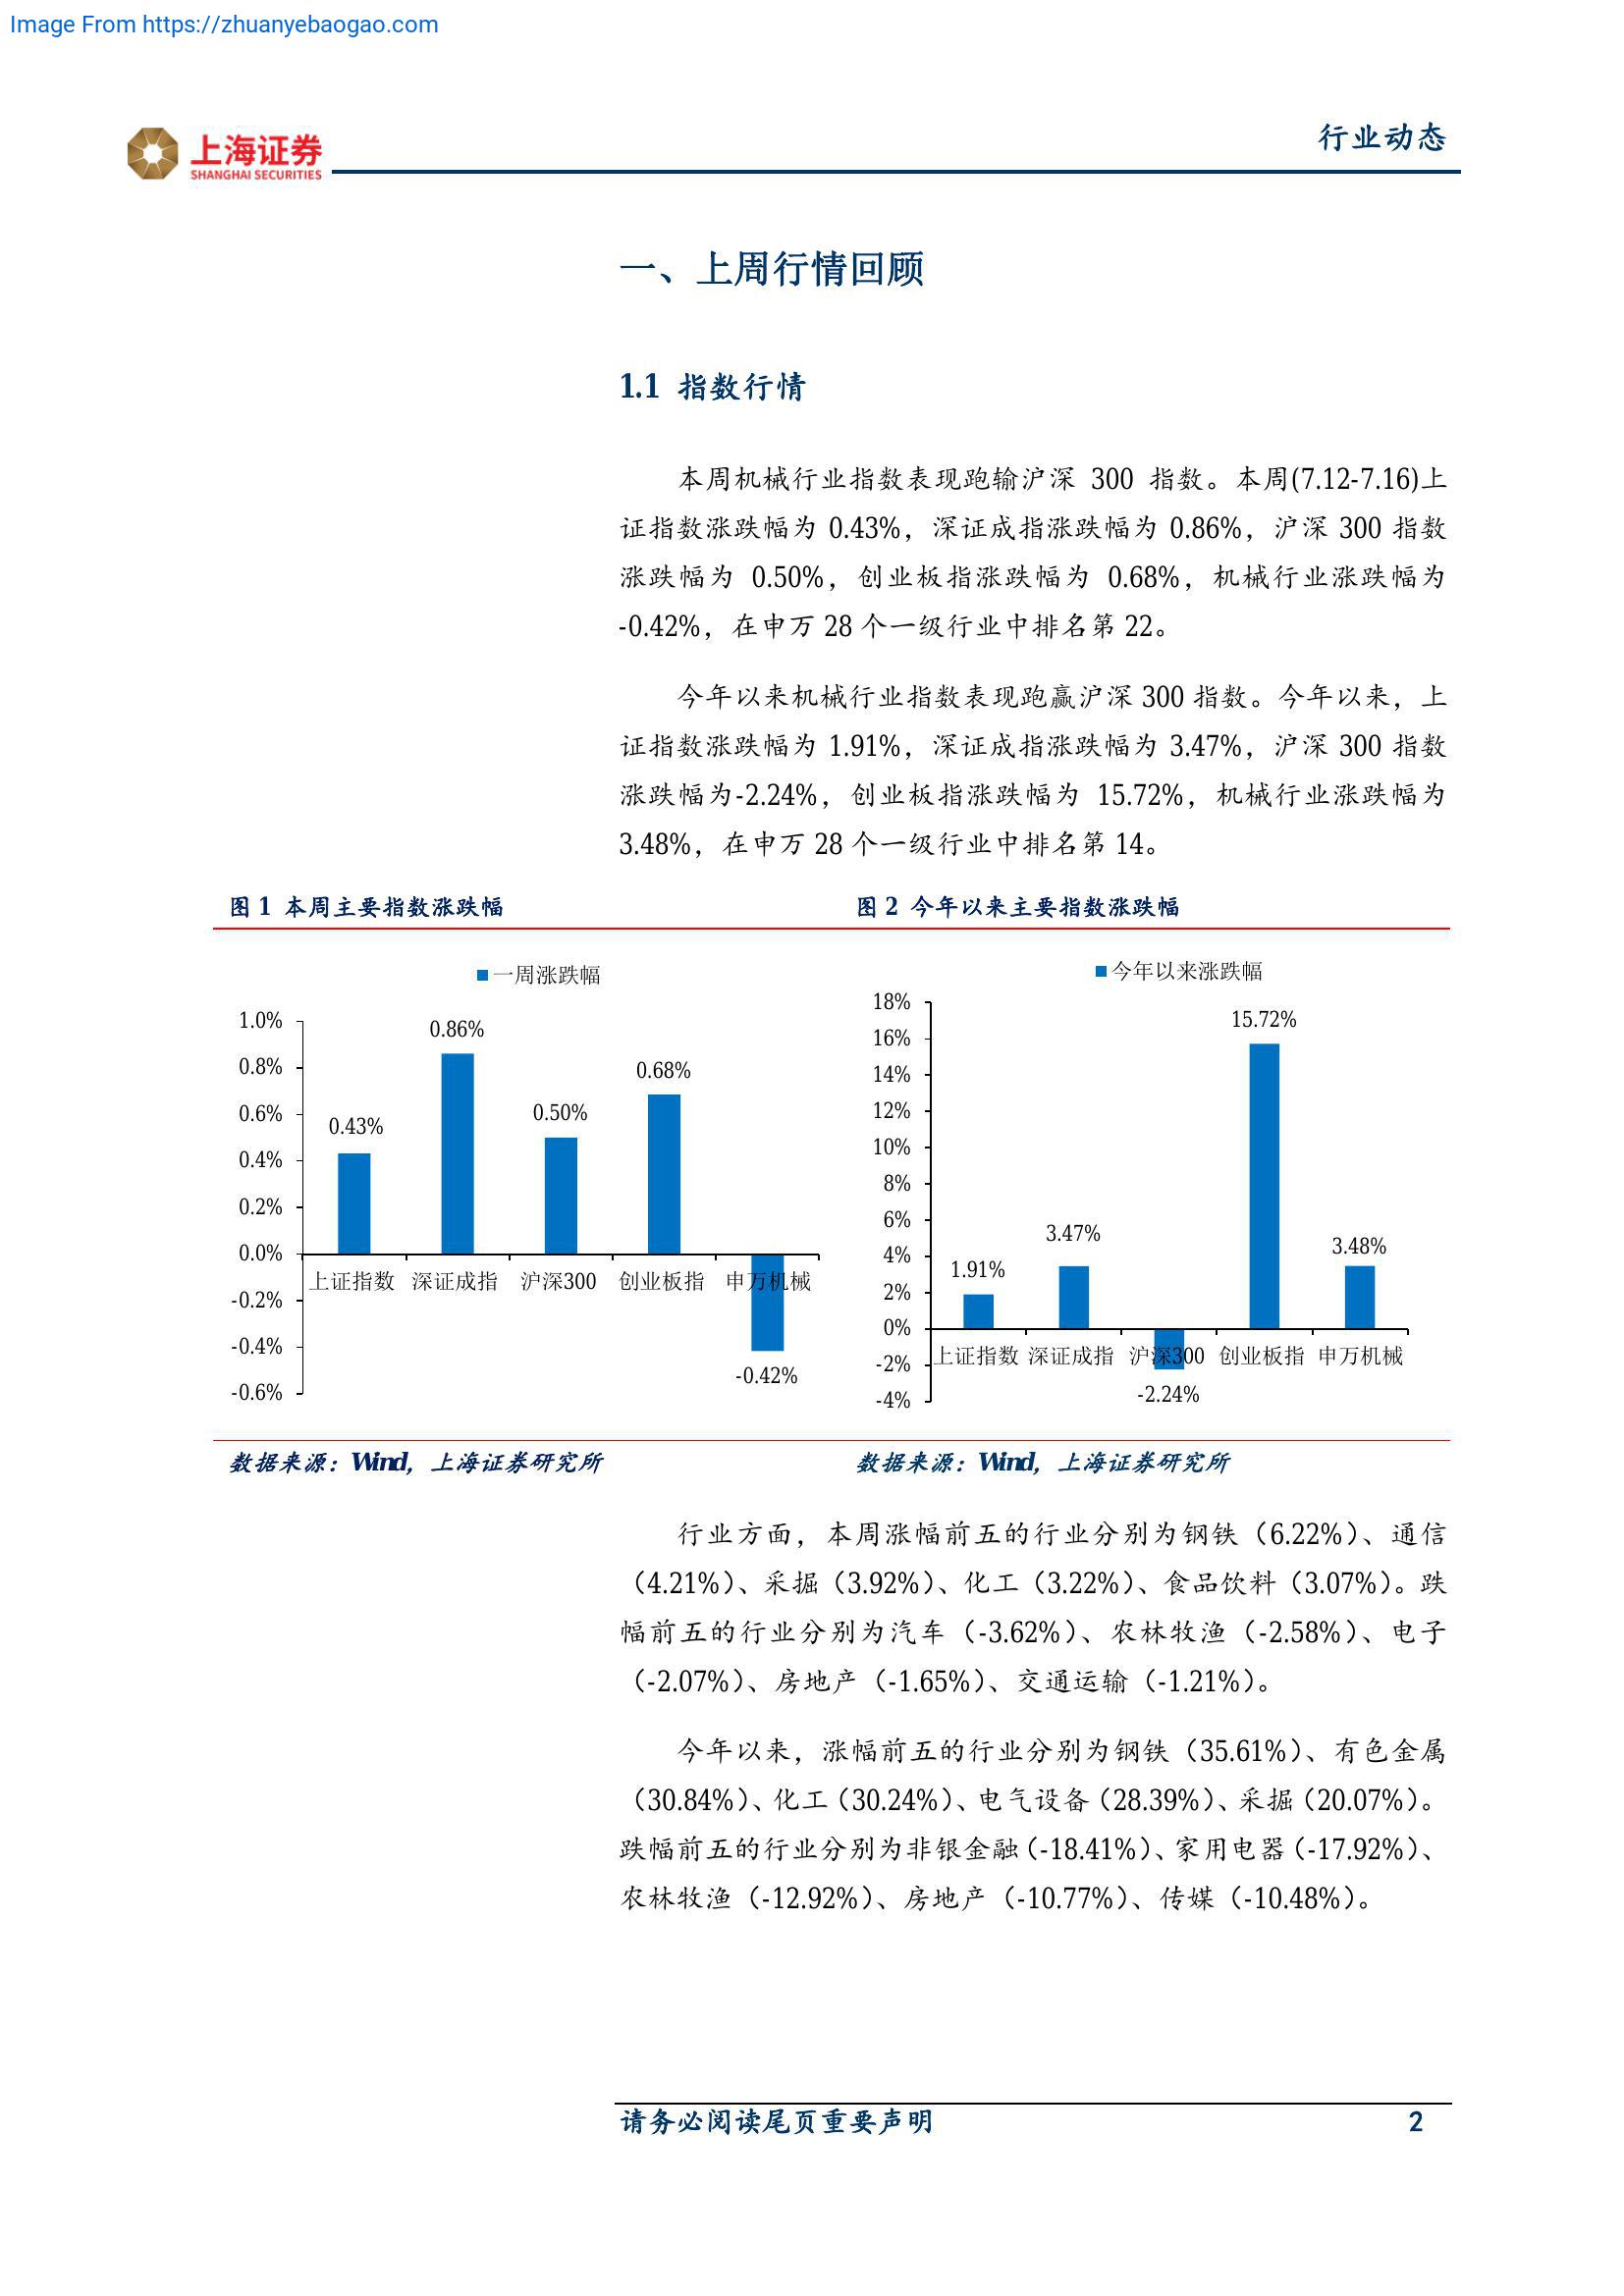 Image From https://zhuanyebaogao.com
上海证券
SHANGHAI SECURITIES
行业动态
一、上周行情回顾
1.1 指数行情
本周机械行业指数表现跑输沪深 300 指数。本周(7.12-7.16)上
证指数涨跌幅为 0.43%，深证成指涨跌幅为 0.86%，沪深 300 指数
涨跌幅为 0.50%，创业板指涨跌幅为 0.68%，机械行业涨跌幅为
-0.42%，在申万 28 个一级行业中排名第 22。
今年以来机械行业指数表现跑赢沪深 300 指数。今年以来，上
证指数涨跌幅为 1.91%，深证成指涨跌幅为 3.47%，沪深 300 指数
涨跌幅为-2.24%，创业板指涨跌幅为 15.72%，机械行业涨跌幅为
3.48%，在申万 28 个一级行业中排名第 14。
图 1 本周主要指数涨跌幅
一周涨跌幅
1.0%
0.8%
0.6%
0.4%
0.2%
0.0%
-0.2%
-0.4%
-0.6%
0.43%
0.86%
0.50%
0.68%
-0.42%
上证指数 深证成指 沪深300 创业板指 申万机械
数据来源：Wind，上海证券研究所
图 2 今年以来主要指数涨跌幅
今年以来涨跌幅
18%
16%
14%
12%
10%
8%
6%
4%
2%
0%
-2%
-4%
1.91%
3.47%
-2.24%
15.72%
3.48%
上证指数 深证成指 沪深300 创业板指 申万机械
数据来源：Wind，上海证券研究所
行业方面，本周涨幅前五的行业分别为钢铁（6.22%）、通信
（4.21%）、采掘（3.92%）、化工（3.22%）、食品饮料（3.07%）。跌
幅前五的行业分别为汽车（-3.62%）、农林牧渔（-2.58%）、电子
（-2.07%）、房地产（-1.65%）、交通运输（-1.21%）。
今年以来，涨幅前五的行业分别为钢铁（35.61%）、有色金属
（30.84%）、化工（30.24%）、电气设备（28.39%）、采掘（20.07%）。
跌幅前五的行业分别为非银金融（-18.41%）、家用电器（-17.92%）、
农林牧渔（-12.92%）、房地产（-10.77%）、传媒（-10.48%）。
请务必阅读尾页重要声明
2